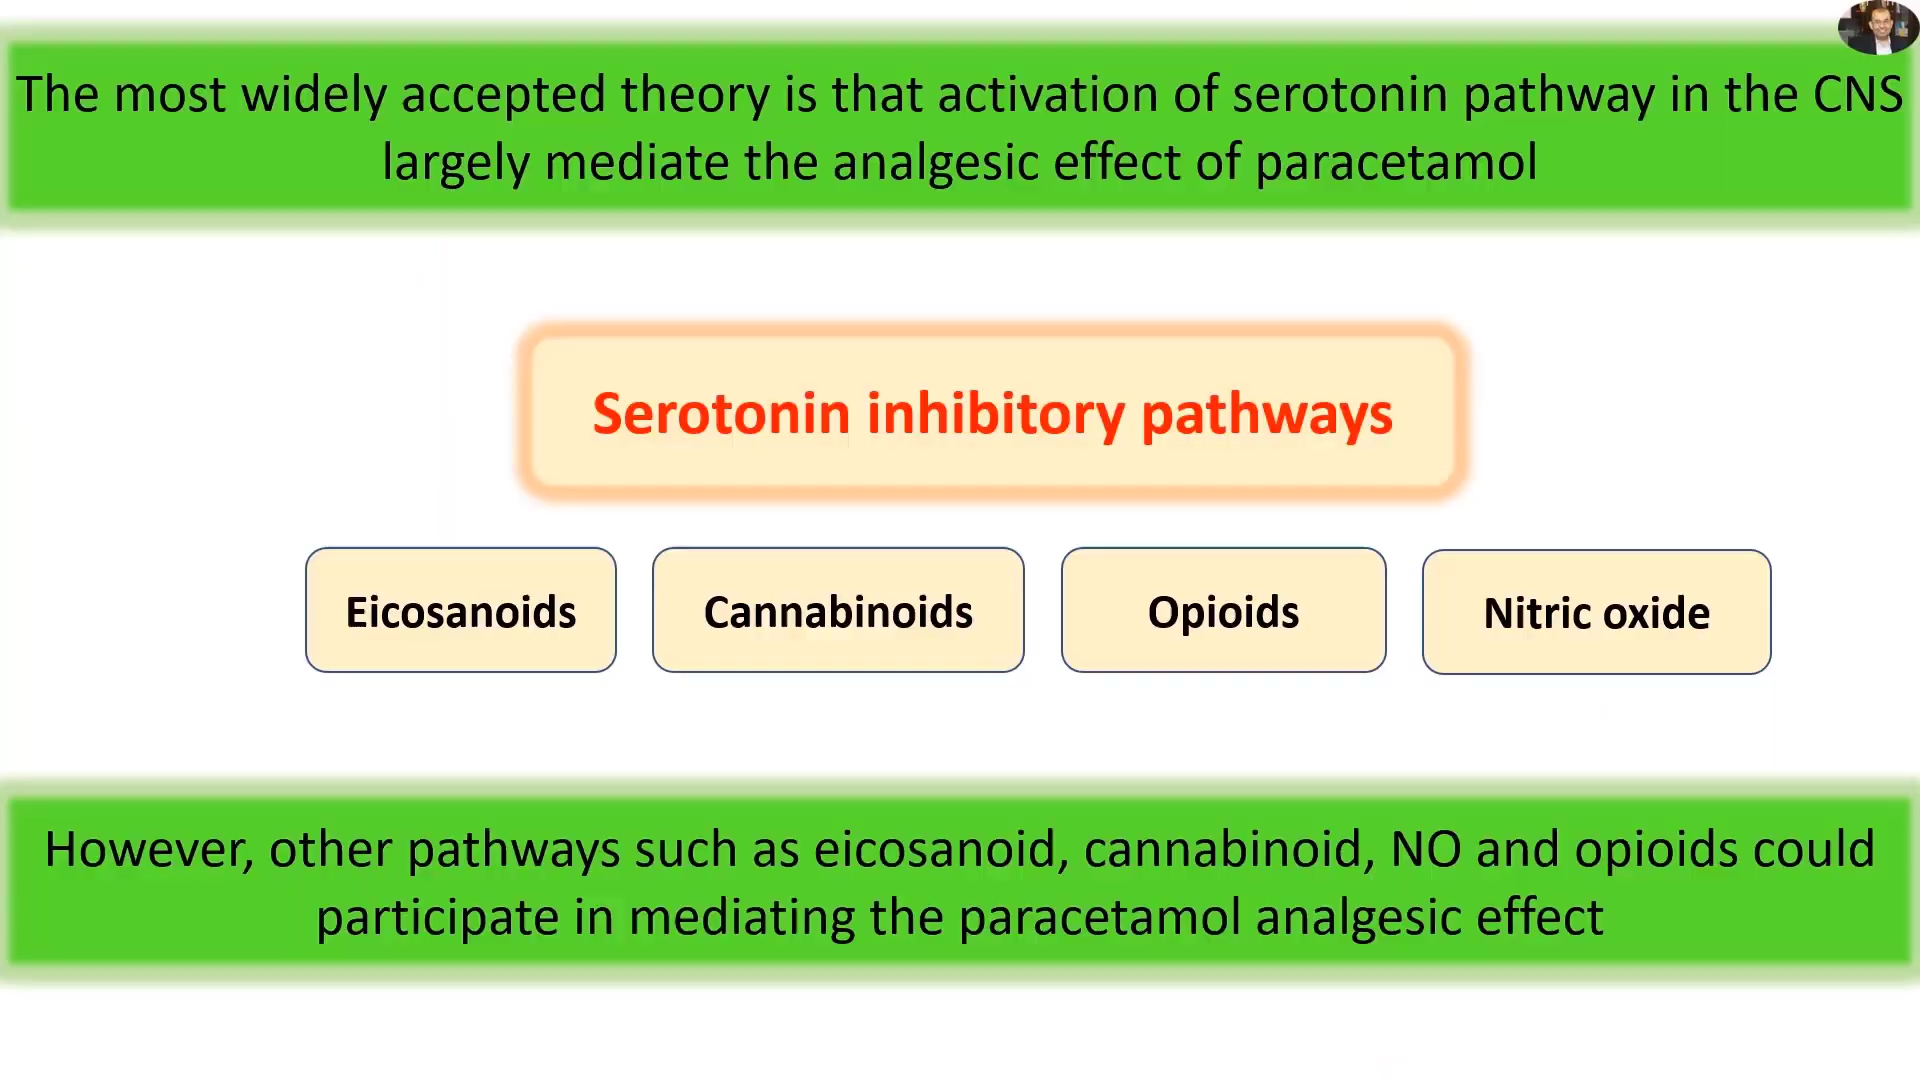 The most widely accepted theory is that activation of serotonin pathway in the CNS
largely mediate the analgesic effect of paracetamol
Serotonin inhibitory pathways
Eicosanoids
Cannabinoids
Opioids
Nitric oxide
However, other pathways such as eicosanoid, cannabinoid, NO and opioids could
participate in mediating the paracetamol analgesic effect